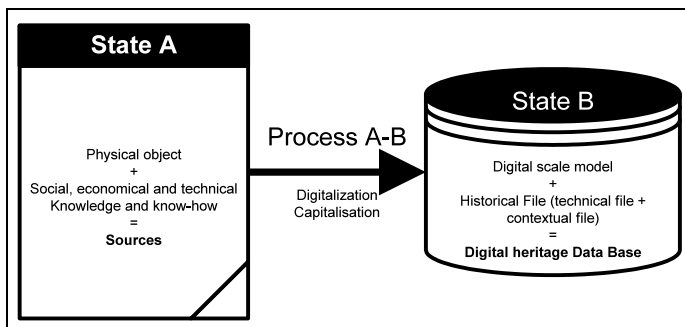 State A
Physical object
+
Social, economical and technical
Knowledge and know-how
=
Sources
Process A-B
Digitalization
Capitalisation
State B
Digital scale model
+
Historical File (technical file +
contextual file)
=
Digital heritage Data Base